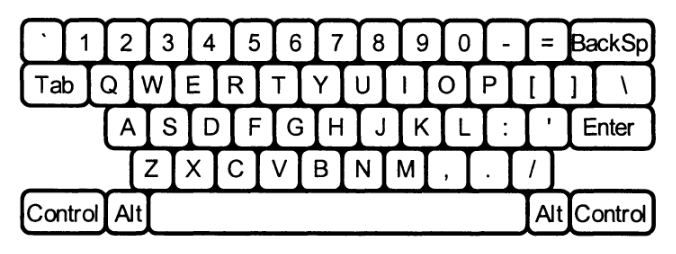 ` 1 2 3 4 5 6 7 8 9 0 - = BackSp
Tab Q W E R T Y U I O P [ ] \
A S D F G H J K L : ' Enter
Z X C V B N M , . /
Control Alt Alt Control